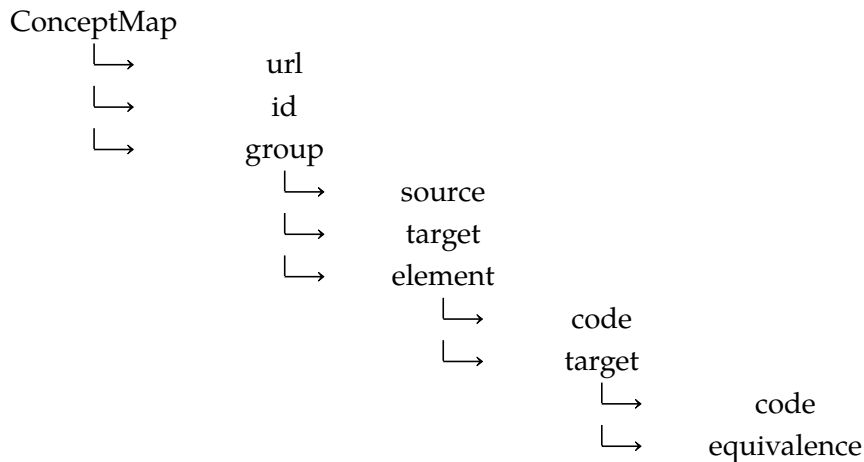 ConceptMap
url
id
group
source
target
element
code
target
code
equivalence